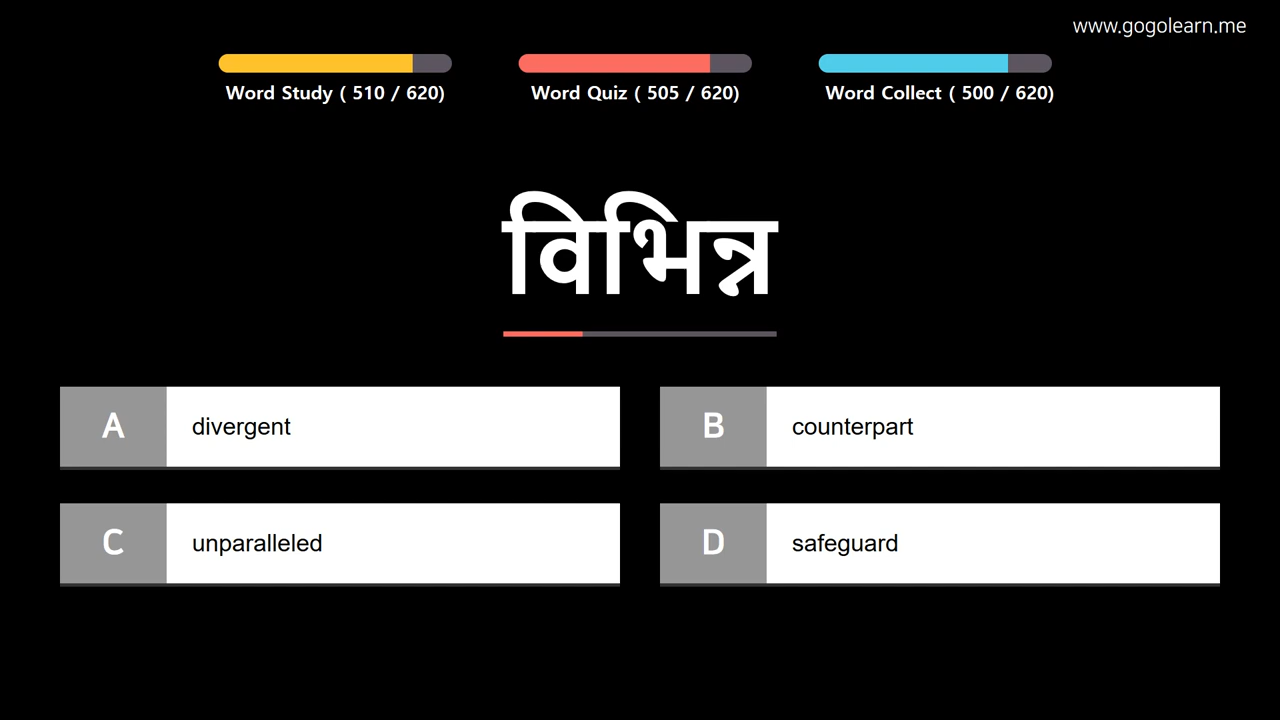 www.gogolearn.me
Word Study ( 510 / 620)
Word Quiz ( 505 / 620)
Word Collect ( 500 / 620)
विभिन्न
A divergent
B counterpart
C unparalleled
D safeguard